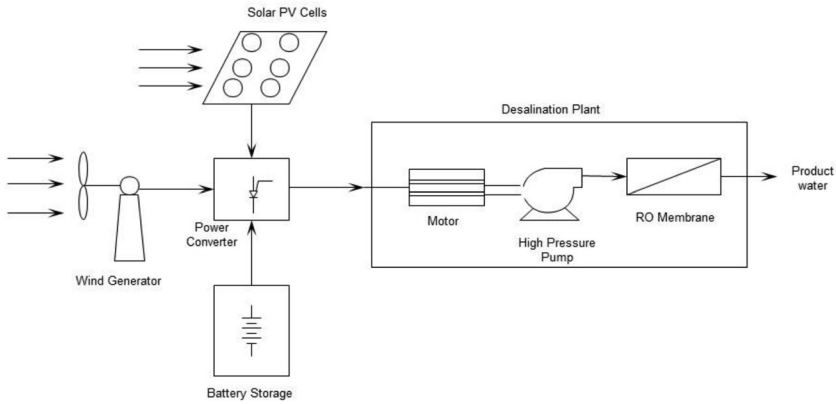 Solar PV Cells
Desalination Plant
Product
water
Power
Converter
Motor
RO Membrane
High Pressure
Pump
Wind Generator
Battery Storage